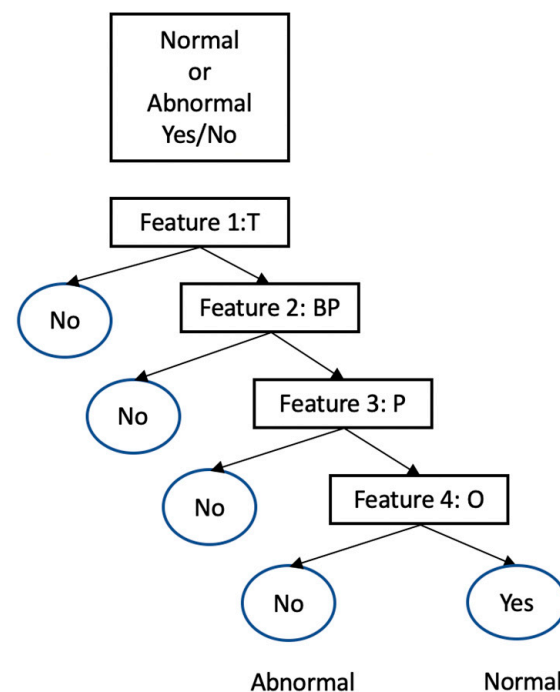 Normal
or
Abnormal
Yes/No
Feature 1:T
No
Feature 2: BP
No
Feature 3: P
No
Feature 4: O
No
Yes
Abnormal
Normal